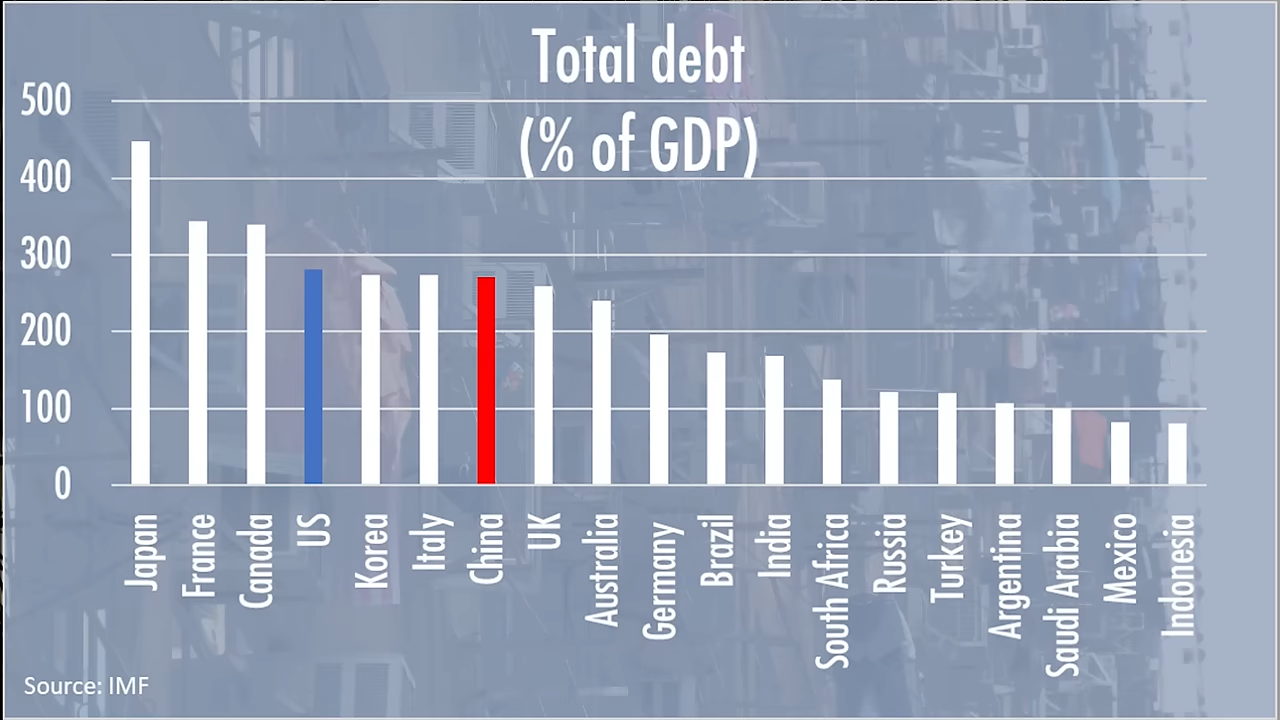 Total debt
(% of GDP)
500
400
300
200
100
0
Japan
France
Canada
US
Korea
Italy
China
UK
Australia
Germany
Brazil
India
South Africa
Russia
Turkey
Argentina
Saudi Arabia
Mexico
Indonesia
Source: IMF